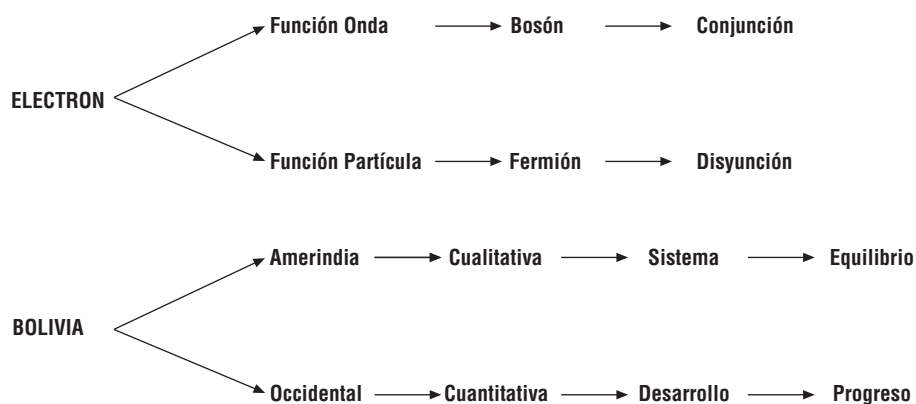 Función Onda Bosón Conjunción
ELECTRON
Función Partícula Fermión Disyunción
Amerindia Cualitativa Sistema Equilibrio
BOLIVIA
Occidental Cuantitativa Desarrollo Progreso